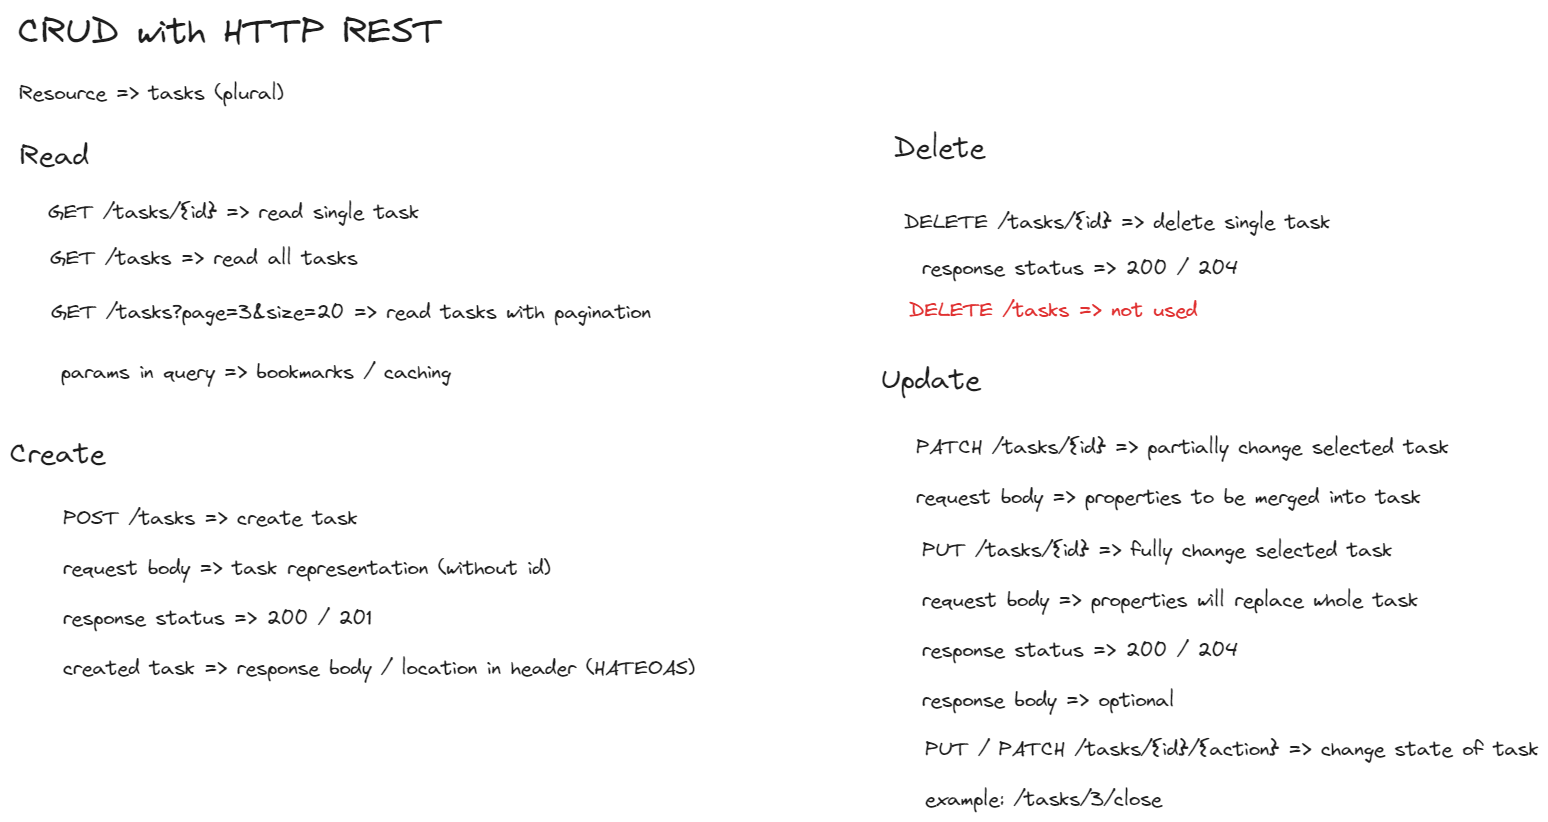 CRUD with HTTP REST
Resource => tasks (plural)
Read
GET /tasks/{id} => read single task
GET /tasks => read all tasks
GET /tasks?page=3&size=20 => read tasks with pagination
params in query => bookmarks / caching
Create
POST /tasks => create task
request body => task representation (without id)
response status => 200 / 201
created task => response body / location in header (HATEOAS)
Delete
DELETE /tasks/{id} => delete single task
response status => 200 / 204
DELETE /tasks => not used
Update
PATCH /tasks/{id} => partially change selected task
request body => properties to be merged into task
PUT /tasks/{id} => fully change selected task
request body => properties will replace whole task
response status => 200 / 204
response body => optional
PUT / PATCH /tasks/{id}/{action} => change state of task
example: /tasks/3/close